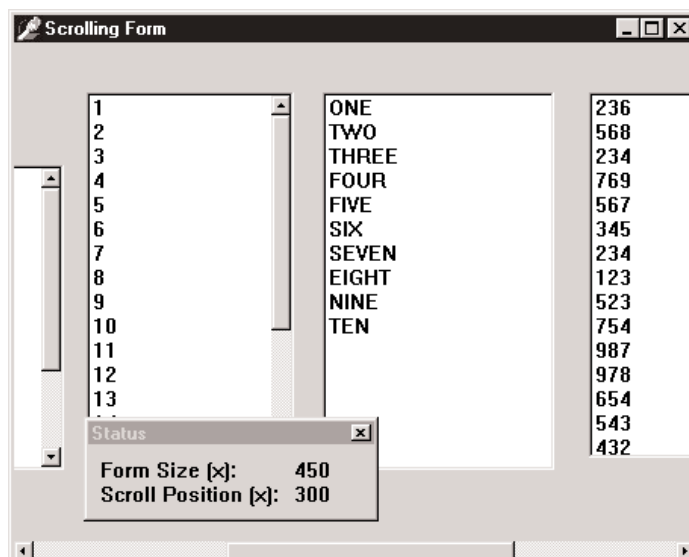 Scrolling Form
1
2
3
4
5
6
7
8
9
10
11
12
13
ONE
TWO
THREE
FOUR
FIVE
SIX
SEVEN
EIGHT
NINE
TEN
236
568
234
769
567
345
234
123
523
754
987
978
654
543
432
Status
Form Size (x): 450
Scroll Position (x): 300